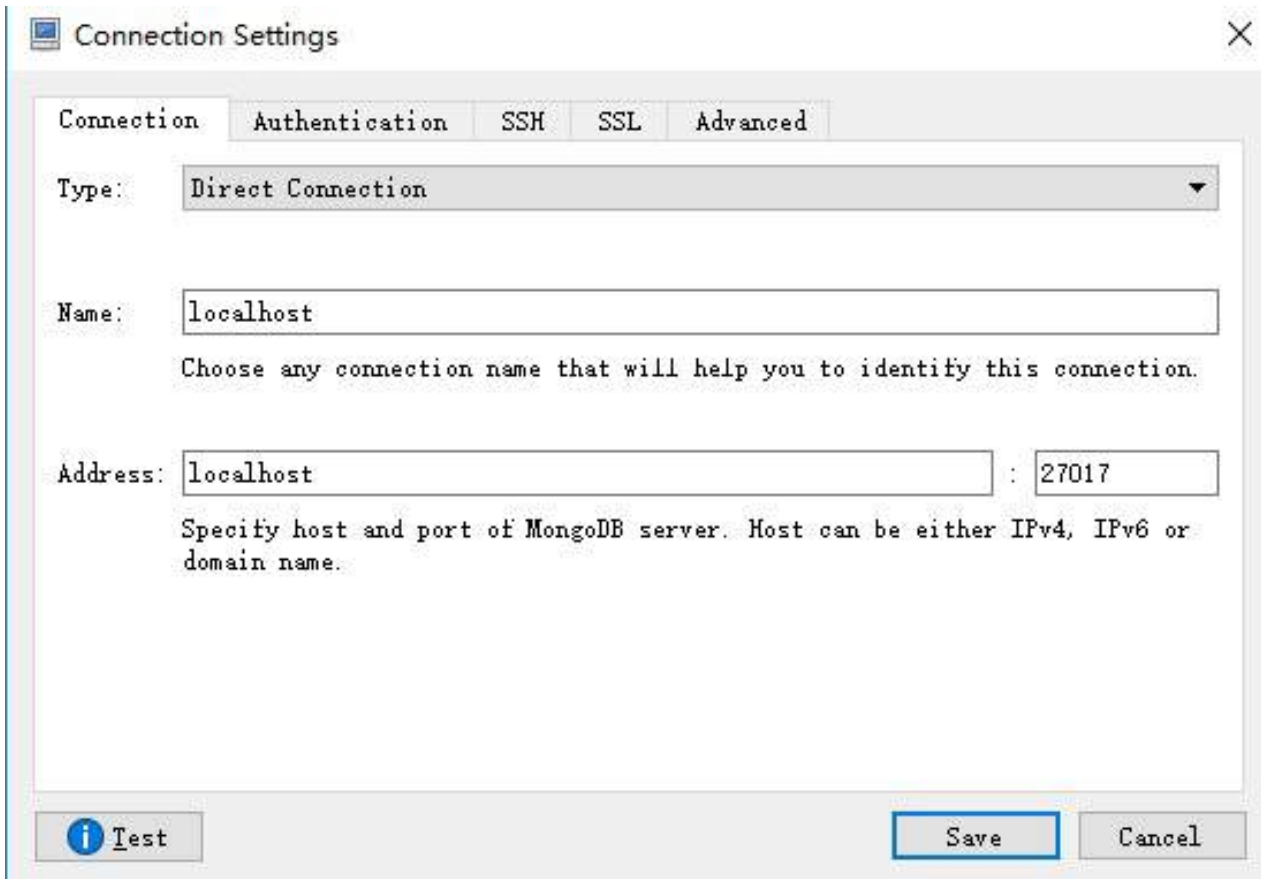 Connection Settings
Connection Authentication SSH SSL Advanced
Type: Direct Connection
Name: localhost
Choose any connection name that will help you to identify this connection.
Address: localhost : 27017
Specify host and port of MongoDB server. Host can be either IPv4, IPv6 or
domain name.
Test Save Cancel